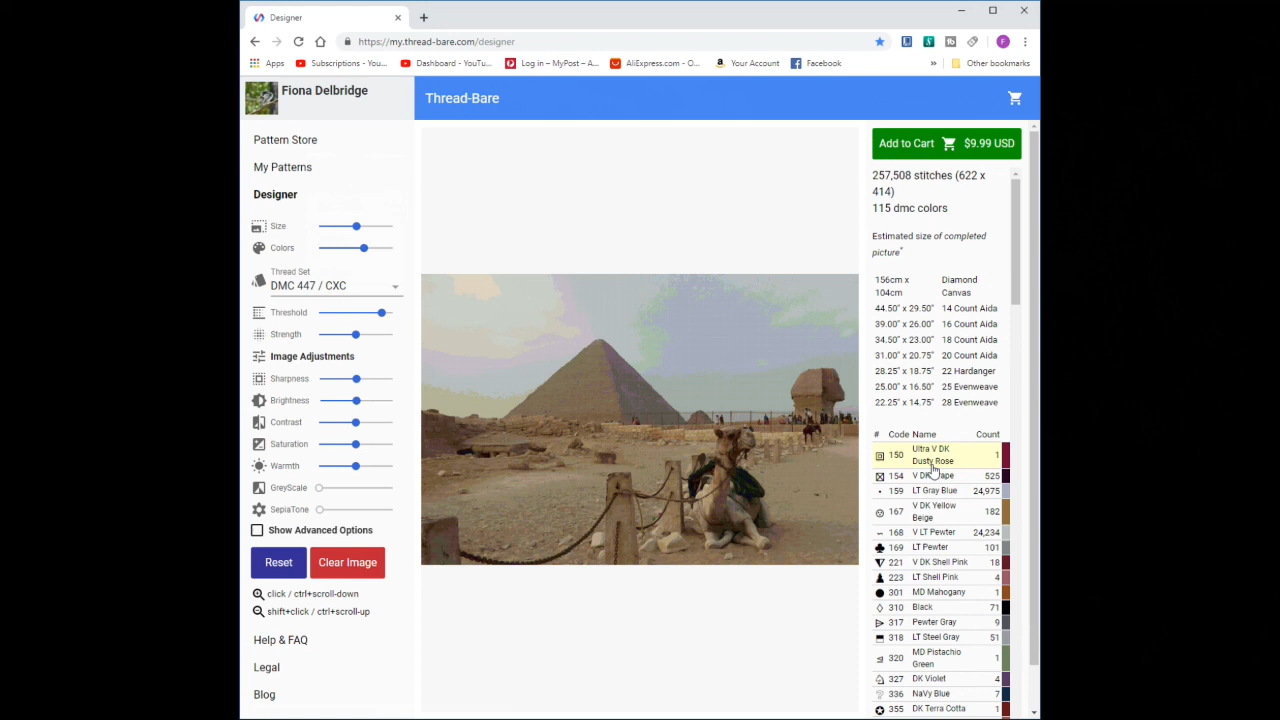 Designer
https://my.thread-bare.com/designer
F
Apps
Subscriptions - You...
Dashboard - YouTu...
Log in – MyPost – A...
AliExpress.com - O...
Your Account
Facebook
»
Other bookmarks
Fiona Delbridge
Thread-Bare
Pattern Store
My Patterns
Designer
Size
Colors
Thread Set
DMC 447 / CXC
Threshold
Strength
Image Adjustments
Sharpness
Brightness
Contrast
Saturation
Warmth
GreyScale
SepiaTone
Show Advanced Options
Reset
Clear Image
click / ctrl+scroll-down
shift+click / ctrl+scroll-up
Help & FAQ
Legal
Blog
Add to Cart $9.99 USD
257,508 stitches (622 x
414)
115 dmc colors
Estimated size of completed
picture*
156cm x Diamond
104cm Canvas
44.50" x 29.50" 14 Count Aida
39.00" x 26.00" 16 Count Aida
34.50" x 23.00" 18 Count Aida
31.00" x 20.75" 20 Count Aida
28.25" x 18.75" 22 Hardanger
25.00" x 16.50" 25 Evenweave
22.25" x 14.75" 28 Evenweave
# Code Name Count
150 Ultra V DK
Dusty Rose 1
154 V DK 525
159 LT Gray Blue 24,975
167 V DK Yellow
Beige 182
168 V LT Pewter 24,234
169 LT Pewter 101
221 V DK Shell Pink 18
223 LT Shell Pink 4
301 MD Mahogany 1
310 Black 71
317 Pewter Gray 9
318 LT Steel Gray 51
320 MD Pistachio
Green 1
327 DK Violet 4
336 NaVy Blue 7
355 DK Terra Cotta 1